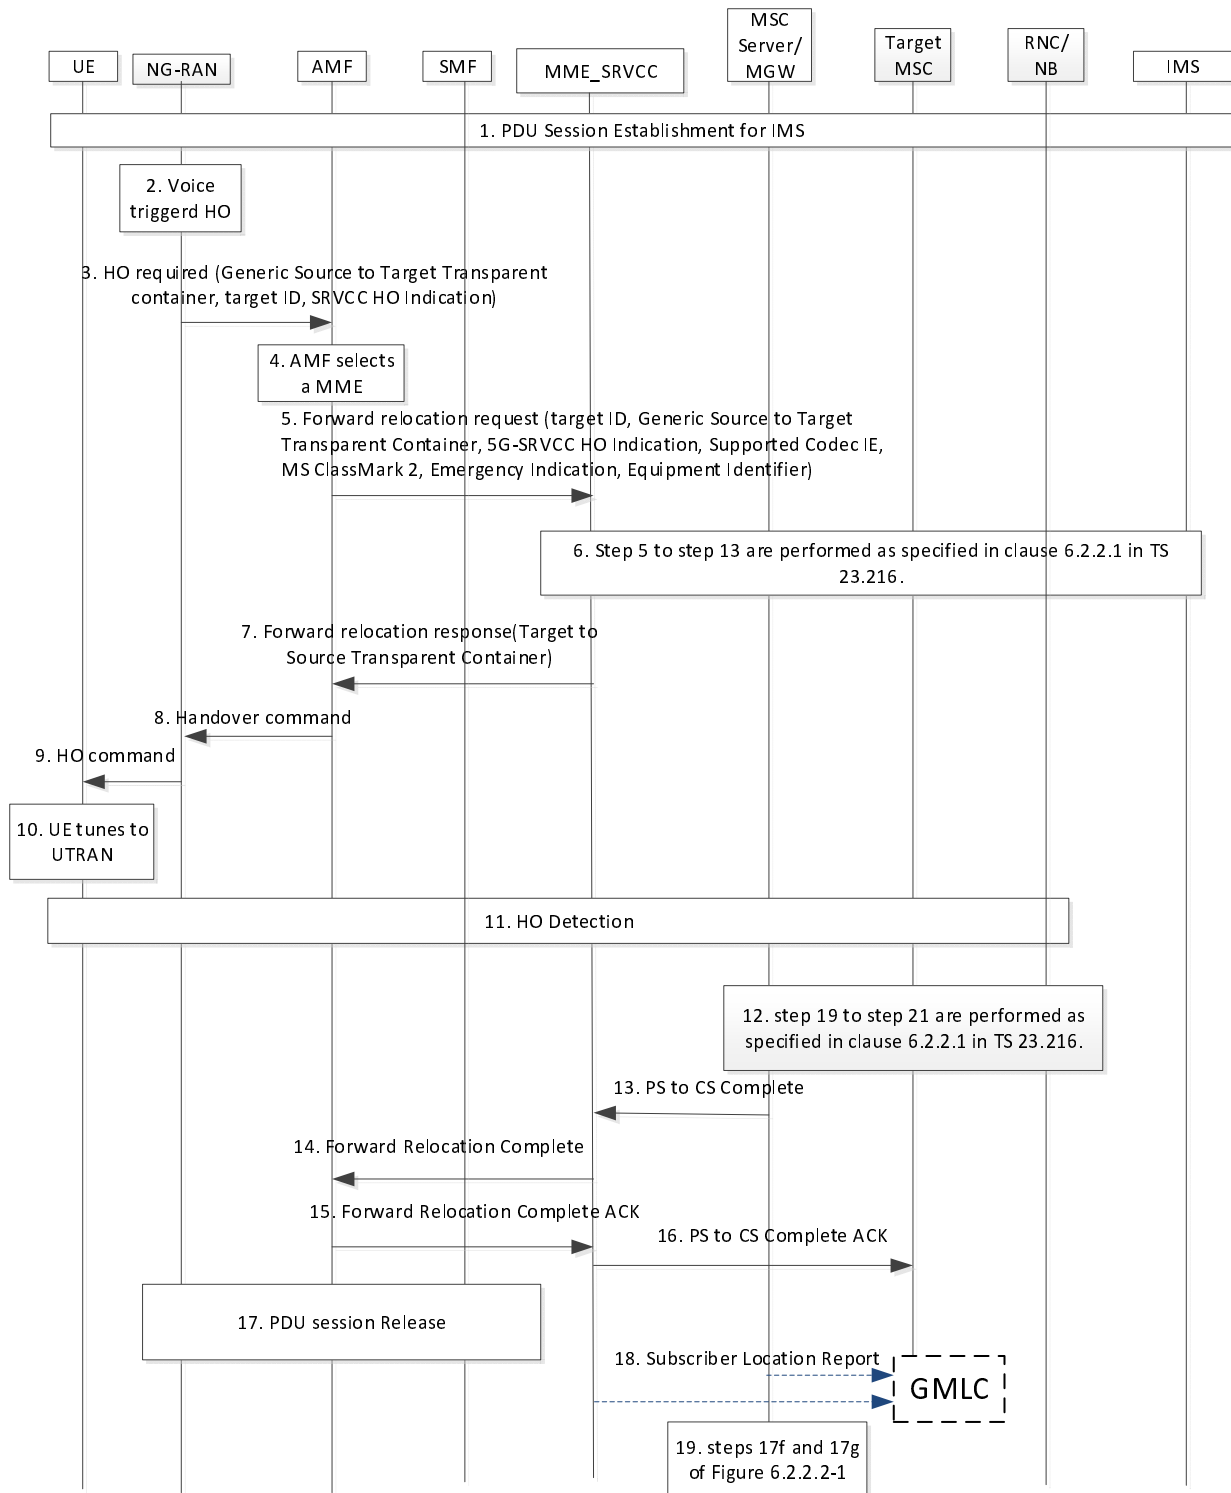 UE
NG-RAN
AMF
SMF
MME_SRVCC
MSC
Server/
MGW
Target
MSC
RNC/
NB
IMS
1. PDU Session Establishment for IMS
2. Voice
triggerd HO
3. HO required (Generic Source to Target Transparent
container, target ID, SRVCC HO Indication)
4. AMF selects
a MME
5. Forward relocation request (target ID, Generic Source to Target
Transparent Container, 5G-SRVCC HO Indication, Supported Codec IE,
MS ClassMark 2, Emergency Indication, Equipment Identifier)
6. Step 5 to step 13 are performed as specified in clause 6.2.2.1 in TS
23.216.
7. Forward relocation response(Target to
Source Transparent Container)
8. Handover command
9. HO command
10. UE tunes to
UTRAN
11. HO Detection
12. step 19 to step 21 are performed as
specified in clause 6.2.2.1 in TS 23.216.
13. PS to CS Complete
14. Forward Relocation Complete
15. Forward Relocation Complete ACK
16. PS to CS Complete ACK
17. PDU session Release
18. Subscriber Location Report
GMLC
19. steps 17f and 17g
of Figure 6.2.2.2-1